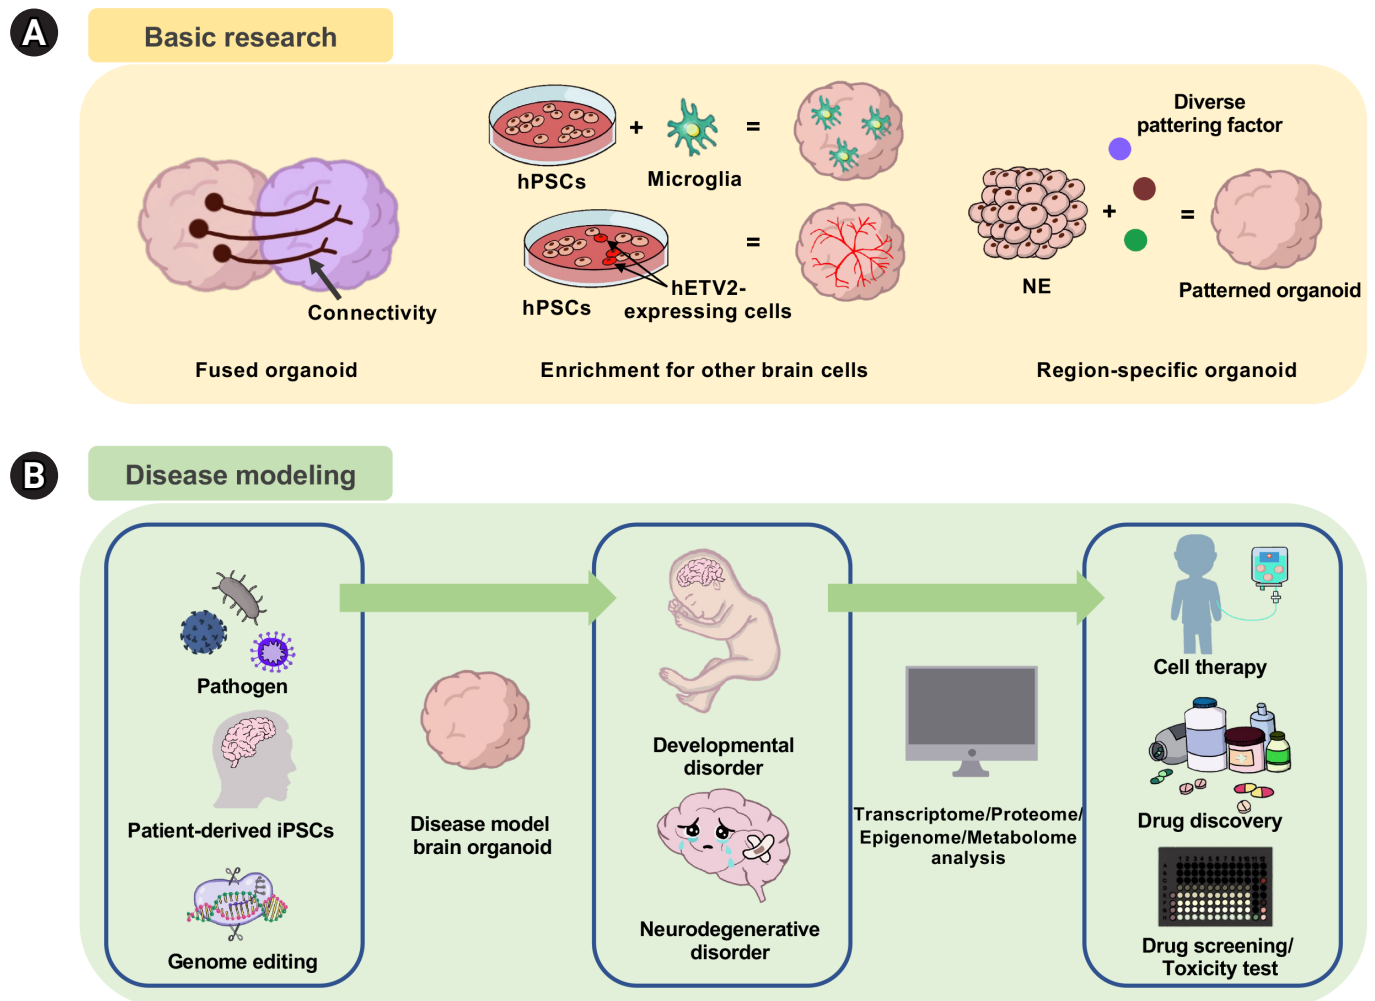 A
Basic research
Diverse
pattering factor
+
=
hPSCs
Microglia
+
=
=
hPSCs
hETV2-
expressing cells
NE
Patterned organoid
Connectivity
Fused organoid
Enrichment for other brain cells
Region-specific organoid
B
Disease modeling
Pathogen
Patient-derived iPSCs
Genome editing
Disease model
brain organoid
Developmental
disorder
Neurodegenerative
disorder
Transcriptome/Proteome/
Epigenome/Metabolome
analysis
Cell therapy
Drug discovery
Drug screening/
Toxicity test